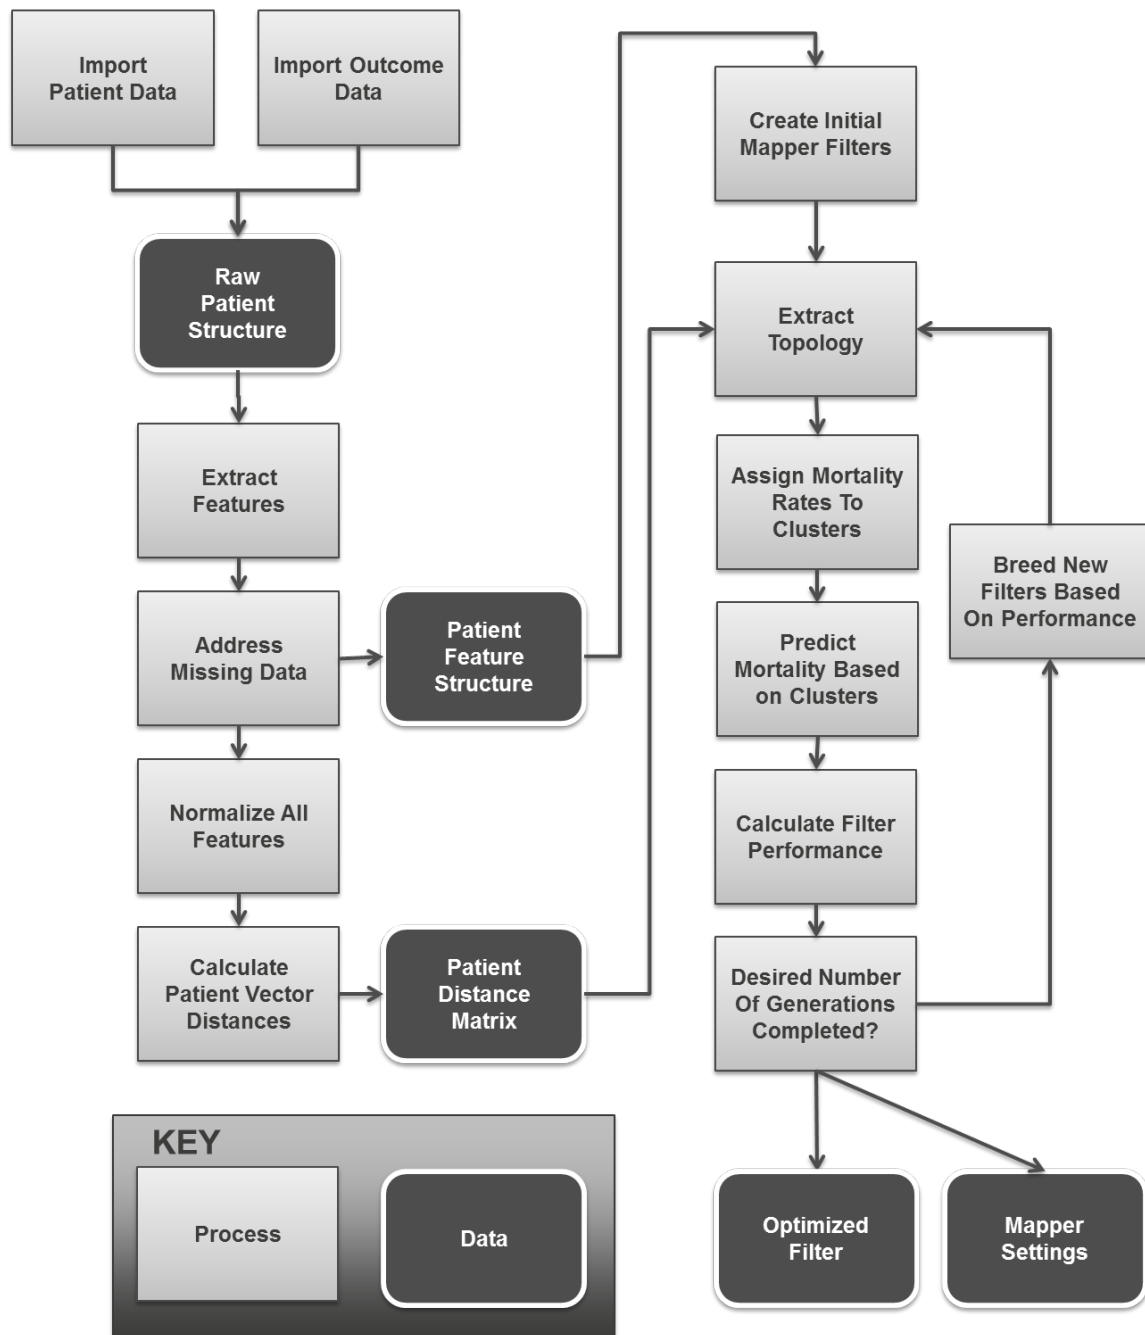 Import
Patient Data
Import Outcome
Data
Raw
Patient
Structure
Extract
Features
Address
Missing Data
Patient
Feature
Structure
Normalize All
Features
Calculate
Patient Vector
Distances
Patient
Distance
Matrix
Create Initial
Mapper Filters
Extract
Topology
Assign Mortality
Rates To
Clusters
Predict
Mortality Based
on Clusters
Calculate Filter
Performance
Desired Number
Of Generations
Completed?
Breed New
Filters Based
On Performance
Optimized
Filter
Mapper
Settings
KEY
Process
Data